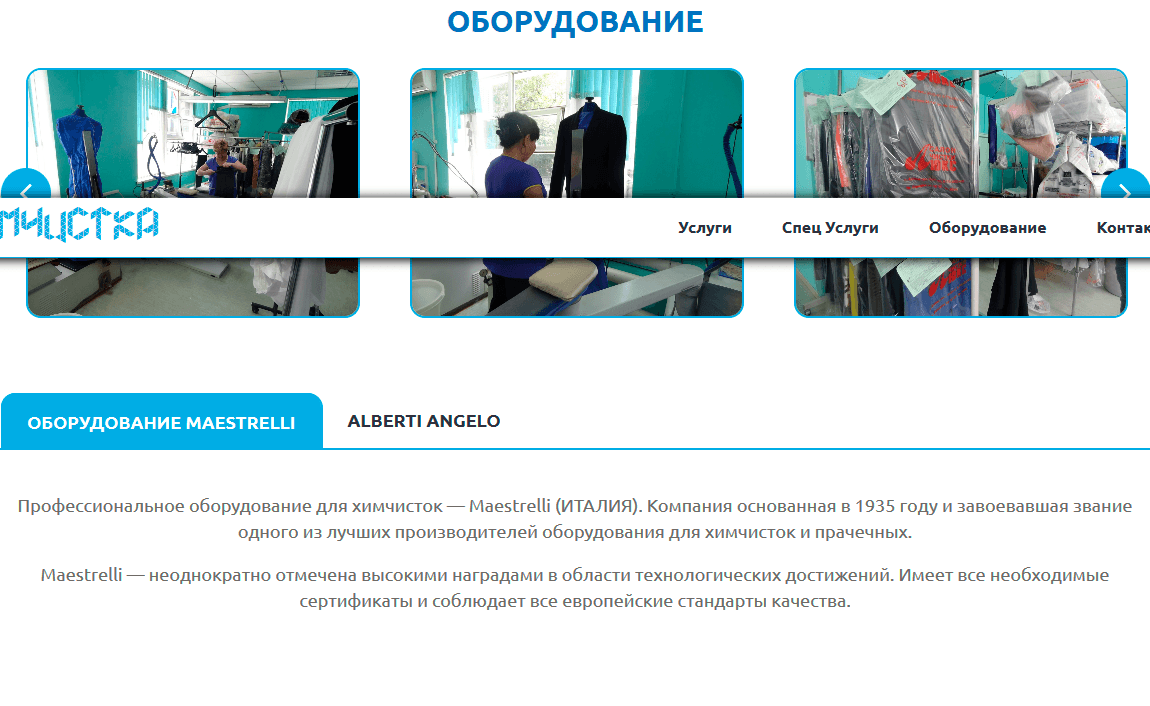 ОБОРУДОВАНИЕ
МЧИСТКА
Услуги
Спец Услуги
Оборудование
Контак
ОБОРУДОВАНИЕ MAESTRELLI
ALBERTI ANGELO
Профессиональное оборудование для химчисток — Maestrelli (ИТАЛИЯ). Компания основанная в 1935 году и завоевавшая звание
одного из лучших производителей оборудования для химчисток и прачечных.
Maestrelli — неоднократно отмечена высокими наградами в области технологических достижений. Имеет все необходимые
сертификаты и соблюдает все европейские стандарты качества.